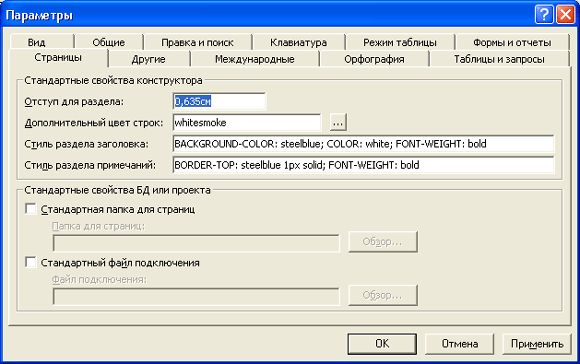 Параметры
Вид Общие Правка и поиск Клавиатура Режим таблицы Формы и отчеты
Страницы Другие Международные Орфография Таблицы и запросы
Стандартные свойства конструктора
Отступ для раздела: 0,635см
Дополнительный цвет строк: whitesmoke ...
Стиль раздела заголовка: BACKGROUND-COLOR: steelblue; COLOR: white; FONT-WEIGHT: bold
Стиль раздела примечаний: BORDER-TOP: steelblue 1px solid; FONT-WEIGHT: bold
Стандартные свойства БД или проекта
Стандартная папка для страниц
Папка для страниц:
Обзор...
Стандартный файл подключения
Файл подключения:
Обзор...
ОК Отмена Применить